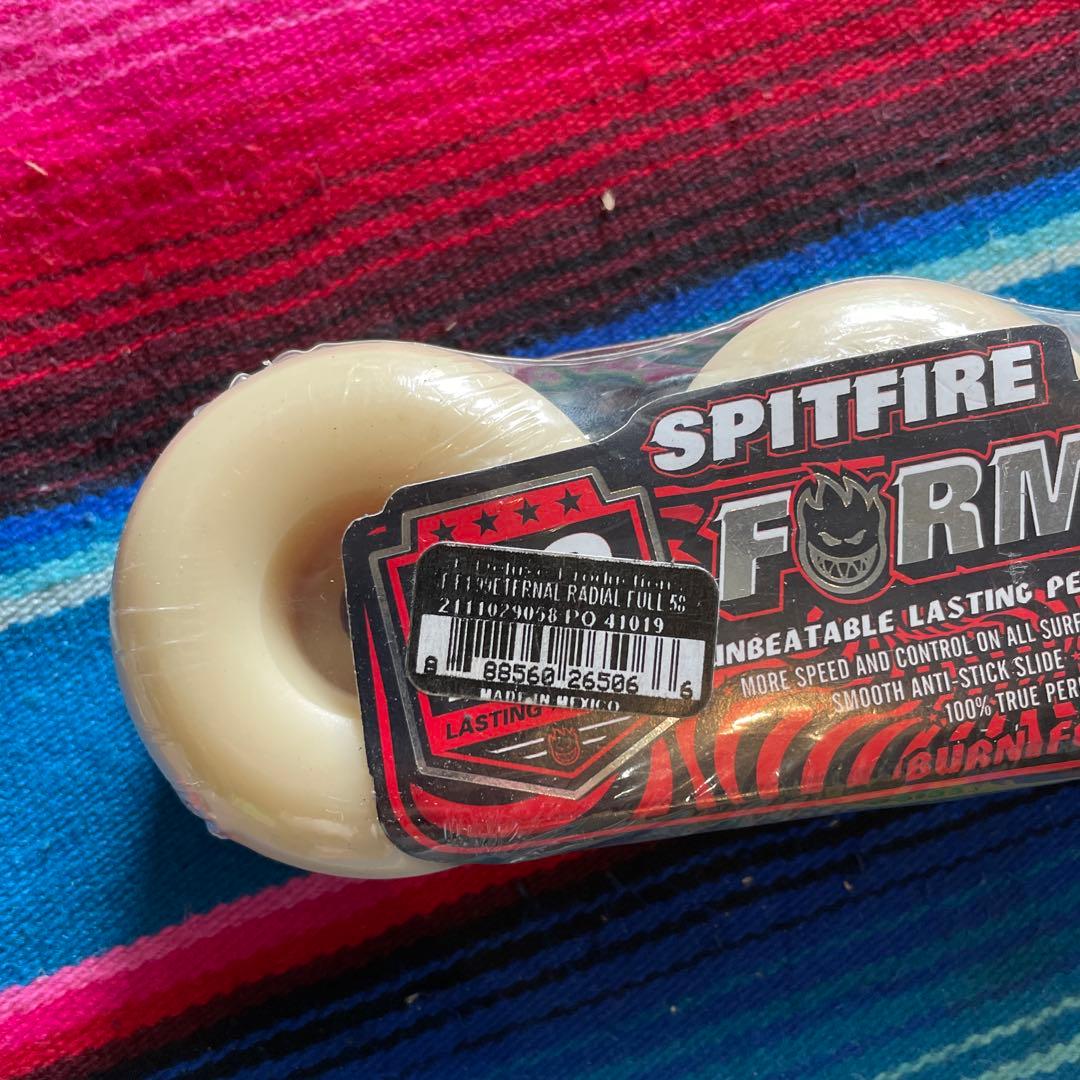 SPITFIRE
FORM
UNBEATABLE LASTING PE
MORE SPEED AND CONTROL ON ALL SURF
SMOOTH ANTI-STICK SLIDE
100% TRUE PER
BURN
ETERNAL RADIAL FULL 58
2111029058 PO 41019
8 88560 26506 6
MADE IN MEXICO
LASTING